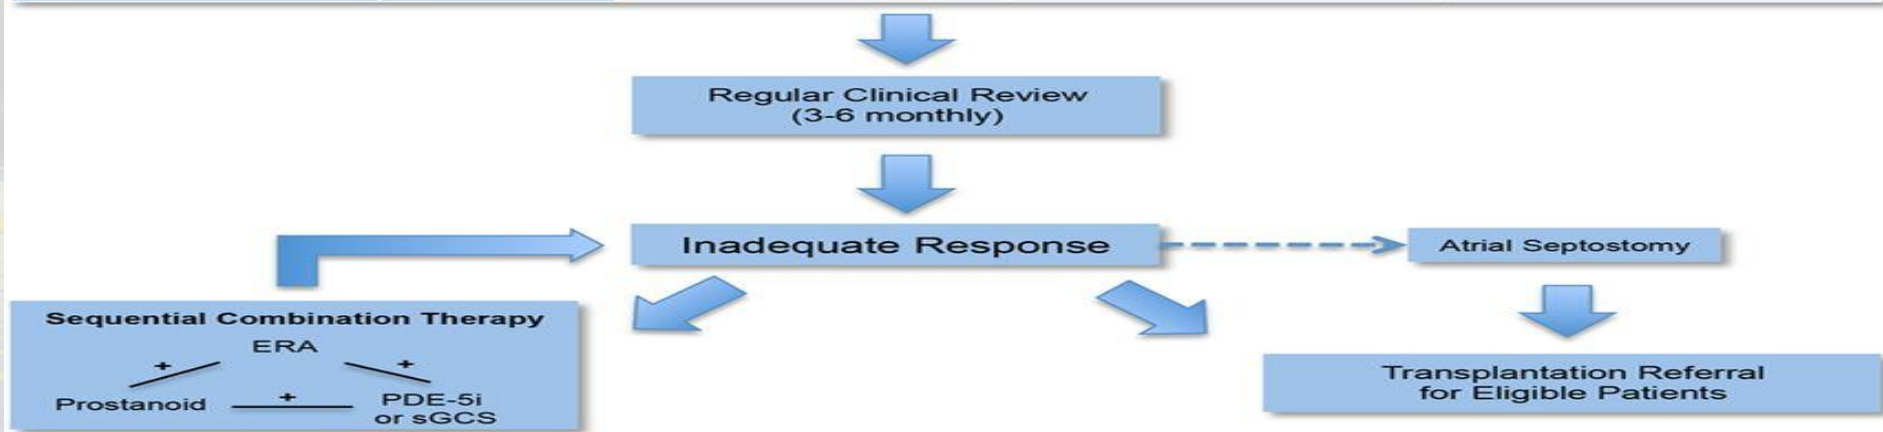 Regular Clinical Review
(3-6 monthly)
Inadequate Response
Atrial Septostomy
Sequential Combination Therapy
ERA
+ +
Prostanoid + PDE-5i
or sGCS
Transplantation Referral
for Eligible Patients